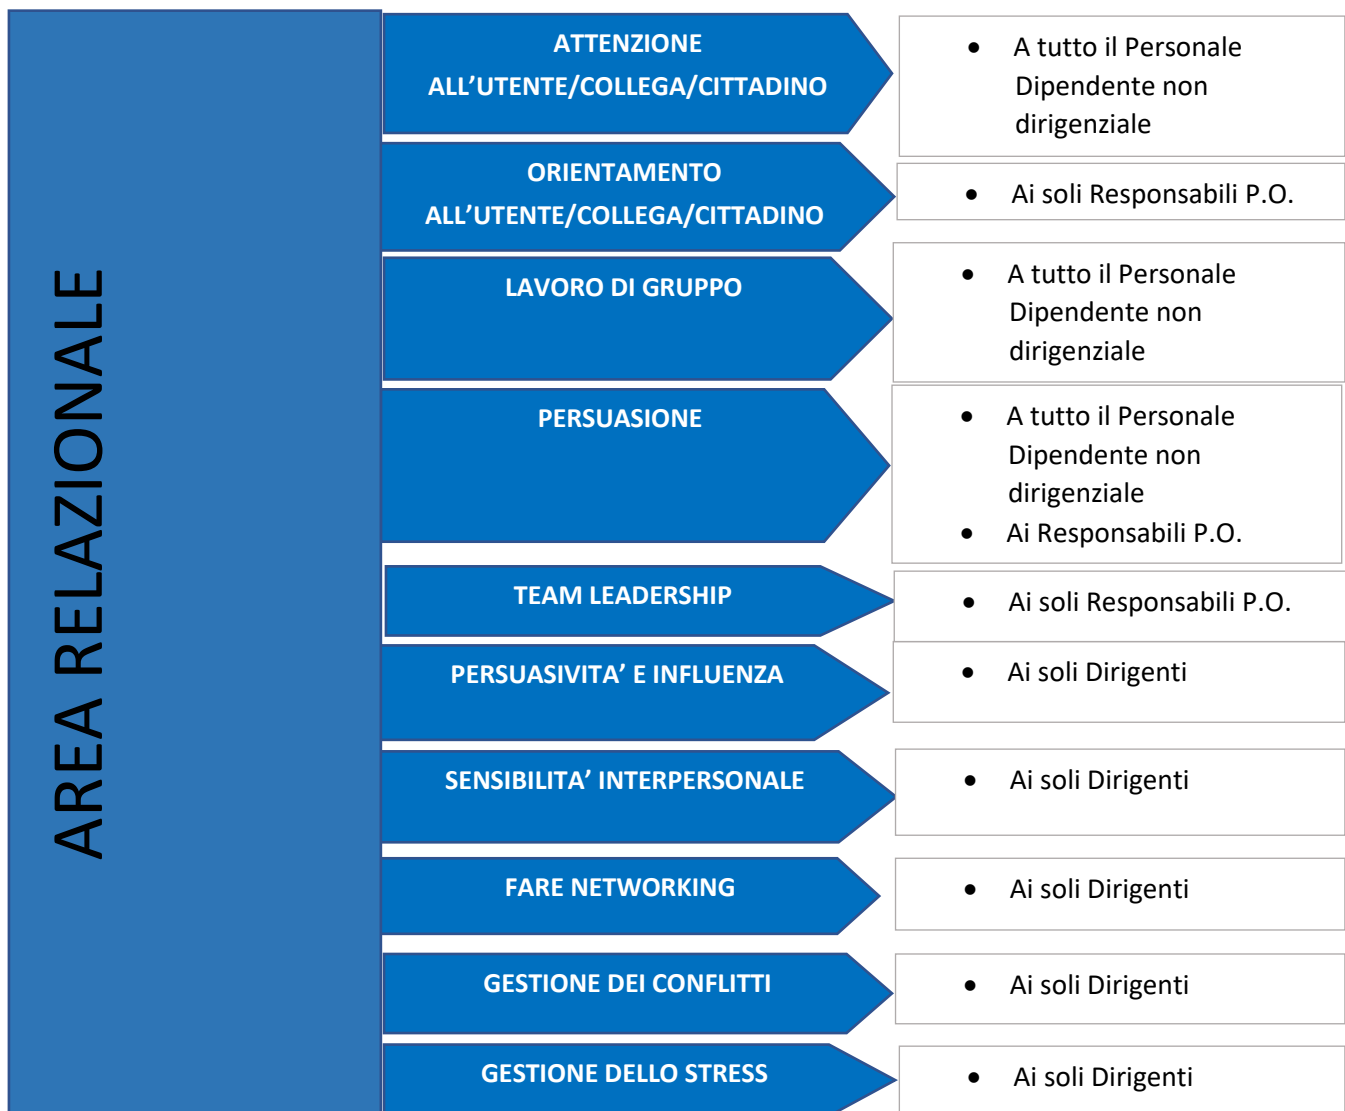 AREA RELAZIONALE
ATTENZIONE
ALL’UTENTE/COLLEGA/CITTADINO
• A tutto il Personale
Dipendente non
dirigenziale
ORIENTAMENTO
ALL’UTENTE/COLLEGA/CITTADINO
• Ai soli Responsabili P.O.
LAVORO DI GRUPPO
• A tutto il Personale
Dipendente non
dirigenziale
PERSUASIONE
• A tutto il Personale
Dipendente non
dirigenziale
• Ai Responsabili P.O.
TEAM LEADERSHIP
• Ai soli Responsabili P.O.
PERSUASIVITA’ E INFLUENZA
• Ai soli Dirigenti
SENSIBILITA’ INTERPERSONALE
• Ai soli Dirigenti
FARE NETWORKING
• Ai soli Dirigenti
GESTIONE DEI CONFLITTI
• Ai soli Dirigenti
GESTIONE DELLO STRESS
• Ai soli Dirigenti